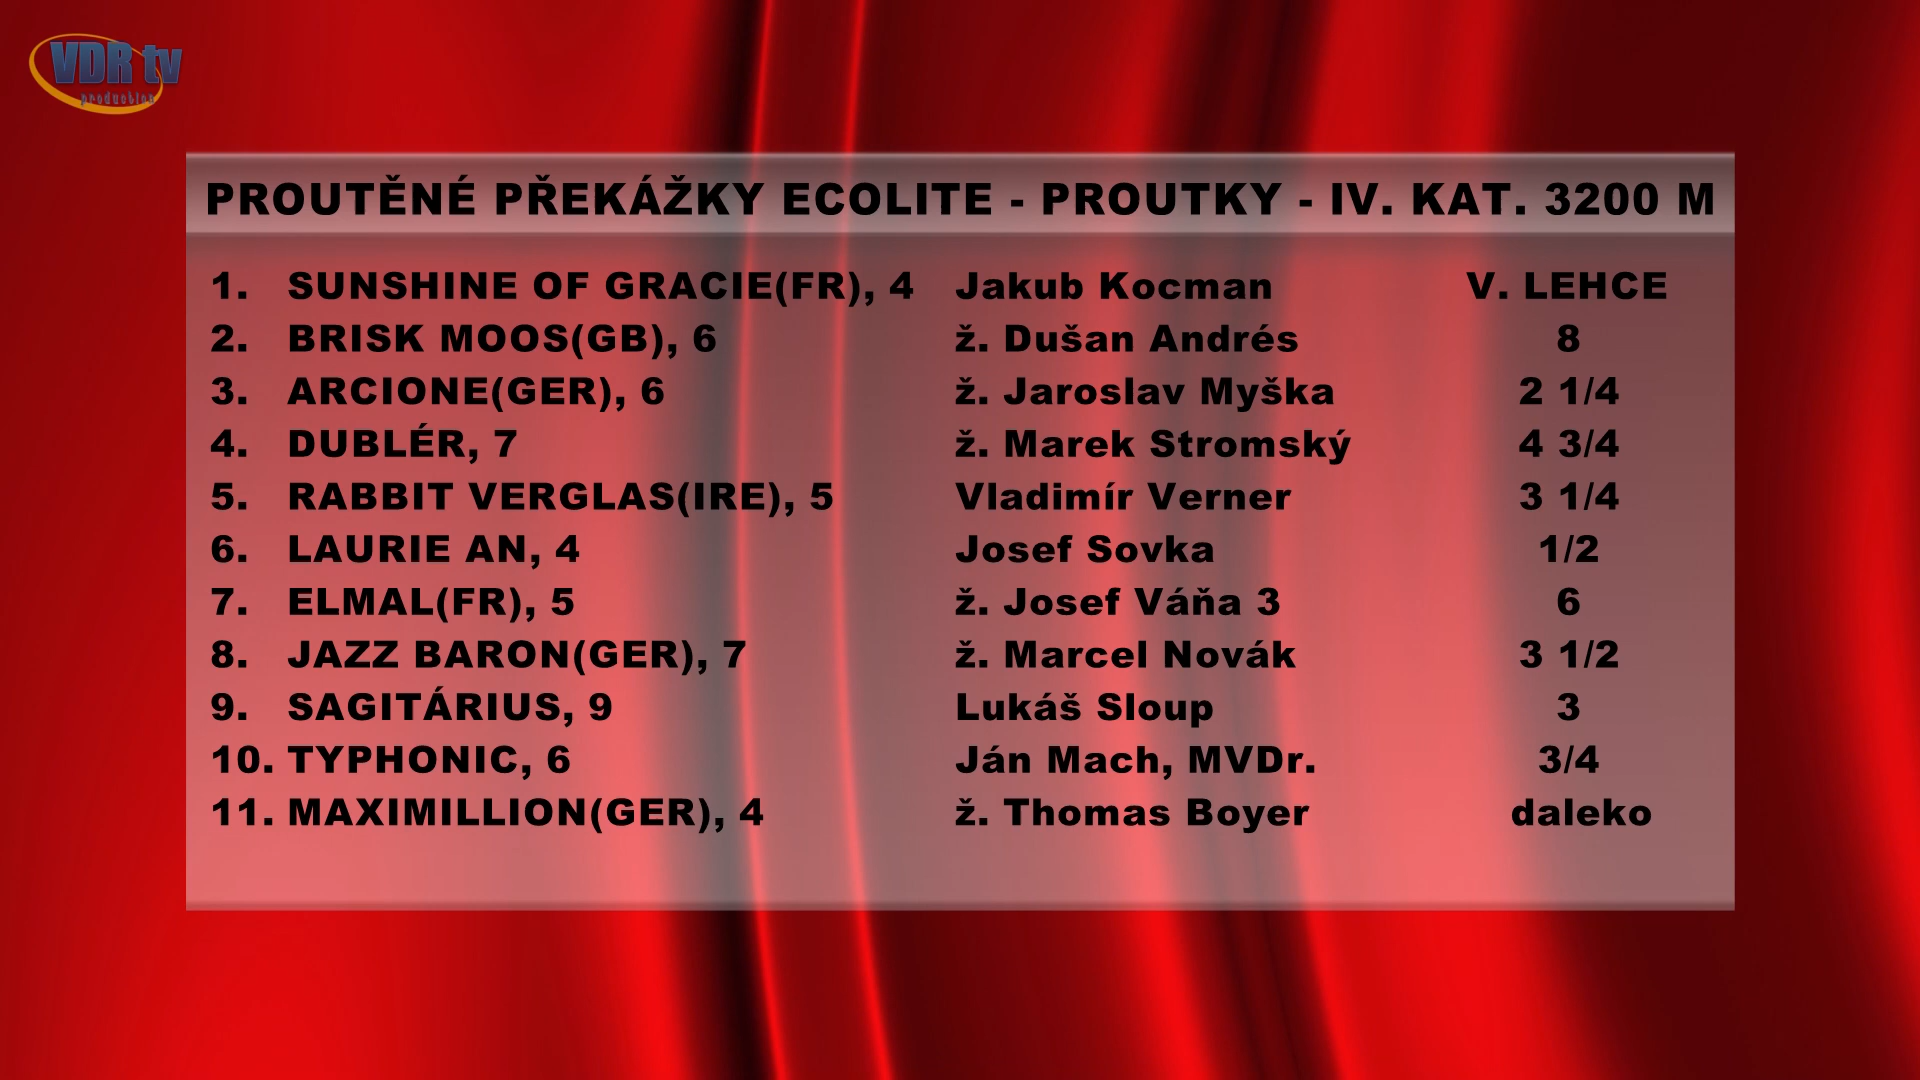 VDR tv
production
PROUTĚNÉ PŘEKÁŽKY ECOLITE - PROUTKY - IV. KAT. 3200 M
1. SUNSHINE OF GRACIE(FR), 4 Jakub Kocman V. LEHCE
2. BRISK MOOS(GB), 6 ž. Dušan Andrés 8
3. ARCIONE(GER), 6 ž. Jaroslav Myška 2 1/4
4. DUBLÉR, 7 ž. Marek Stromský 4 3/4
5. RABBIT VERGLAS(IRE), 5 Vladimír Verner 3 1/4
6. LAURIE AN, 4 Josef Sovka 1/2
7. ELMAL(FR), 5 ž. Josef Váňa 3 6
8. JAZZ BARON(GER), 7 ž. Marcel Novák 3 1/2
9. SAGITÁRIUS, 9 Lukáš Sloup 3
10. TYPHONIC, 6 Ján Mach, MVDr. 3/4
11. MAXIMILLION(GER), 4 ž. Thomas Boyer daleko